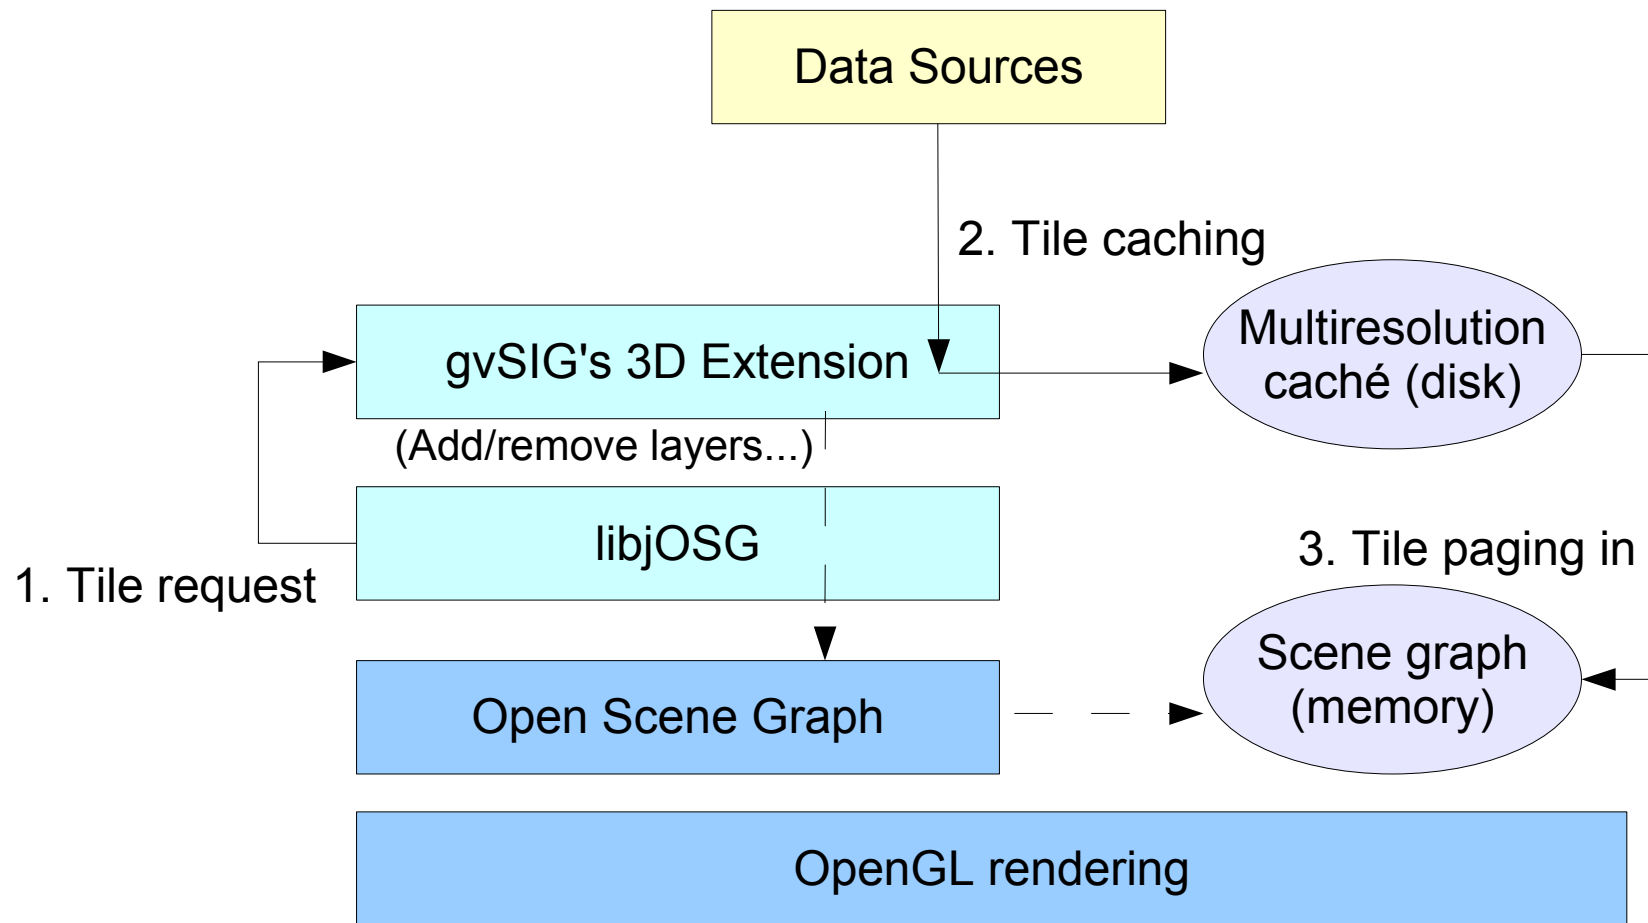 Data Sources
2. Tile caching
Multiresolution
caché (disk)
gvSIG's 3D Extension
(Add/remove layers...)
libjOSG
1. Tile request
3. Tile paging in
Scene graph
(memory)
Open Scene Graph
OpenGL rendering